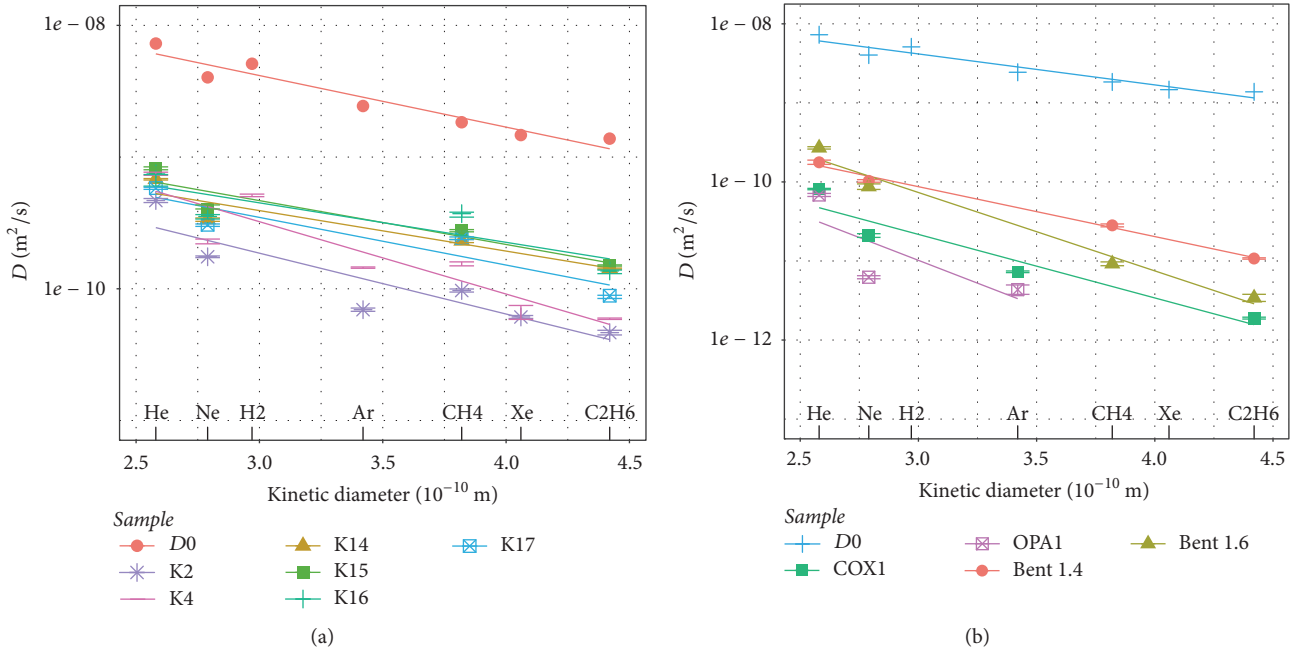 1e − 08
1e − 10
D (m²/s)
He Ne H2 Ar CH4 Xe C2H6
2.5 3.0 3.5 4.0 4.5
Kinetic diameter (10⁻¹⁰ m)
Sample
D0 K14 K17
K2 K15
K4 K16
(a)
1e − 08
1e − 10
1e − 12
D (m²/s)
He Ne H2 Ar CH4 Xe C2H6
2.5 3.0 3.5 4.0 4.5
Kinetic diameter (10⁻¹⁰ m)
Sample
D0 OPA1 Bent 1.6
COX1 Bent 1.4
(b)